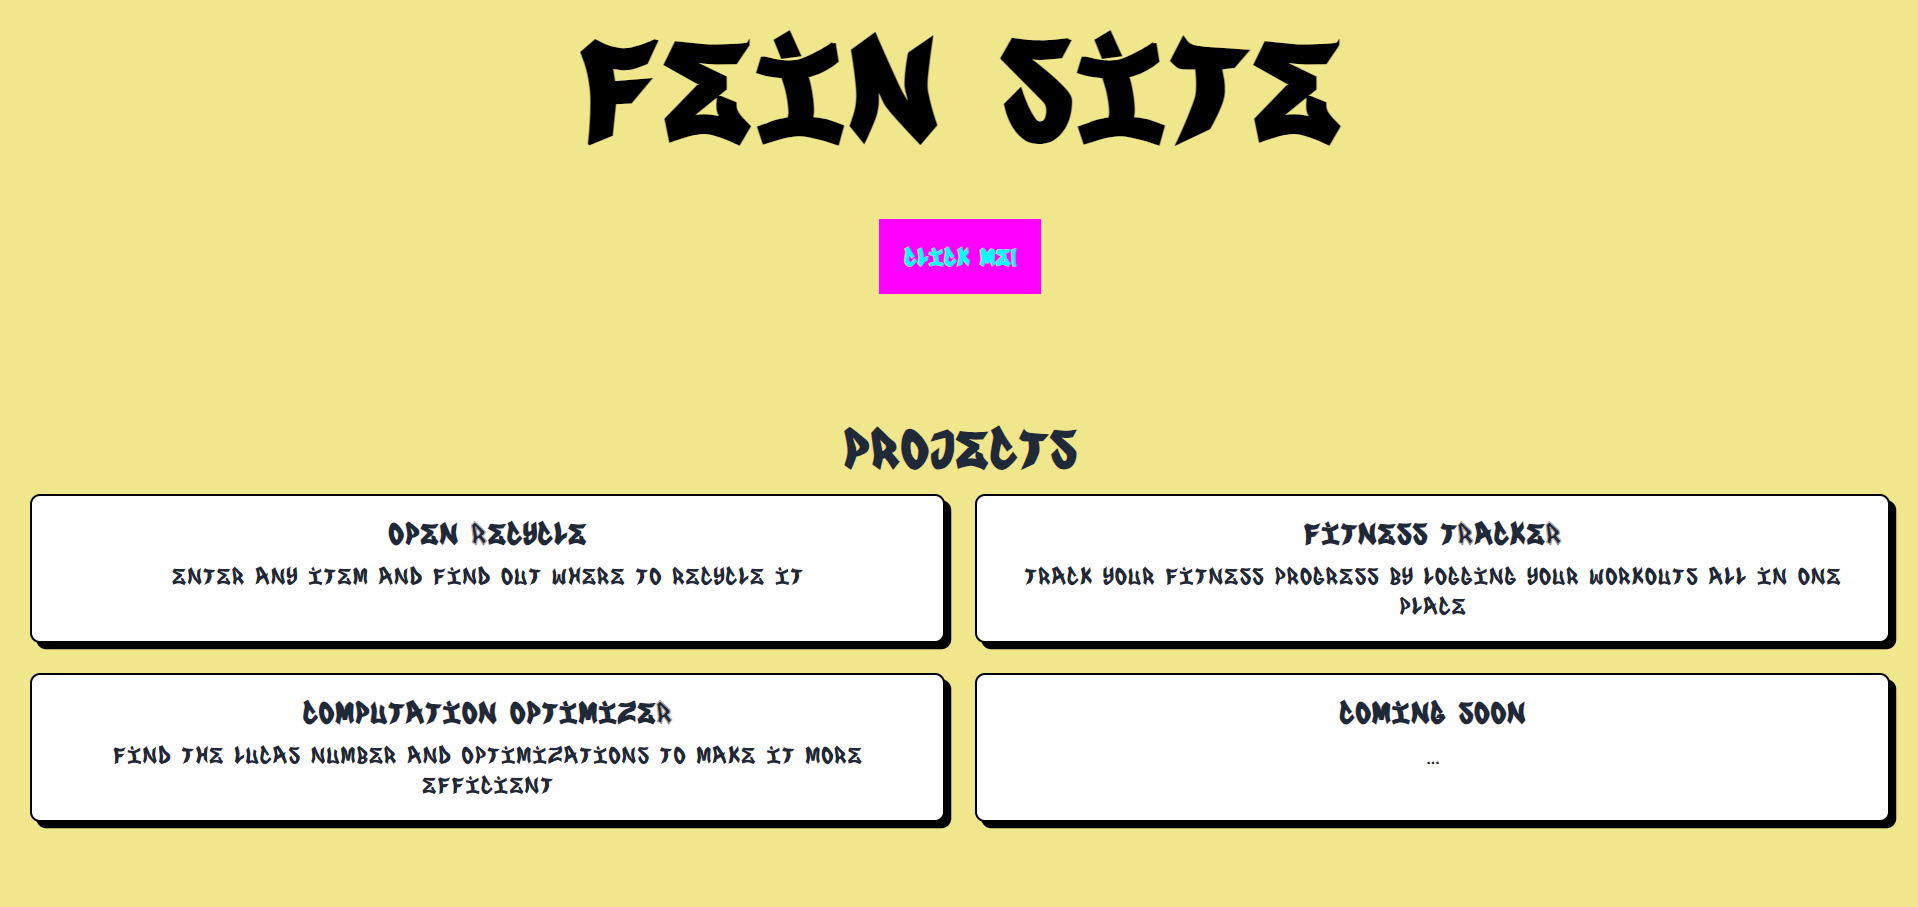 FEIN SITE
CLICK ME!
PROJECTS
OPEN RECYCLE
ENTER ANY ITEM AND FIND OUT WHERE TO RECYCLE IT
FITNESS TRACKER
TRACK YOUR FITNESS PROGRESS BY LOGGING YOUR WORKOUTS ALL IN ONE
PLACE
COMPUTATION OPTIMIZER
FIND THE LUCAS NUMBER AND OPTIMIZATIONS TO MAKE IT MORE
EFFICIENT
COMING SOON
...